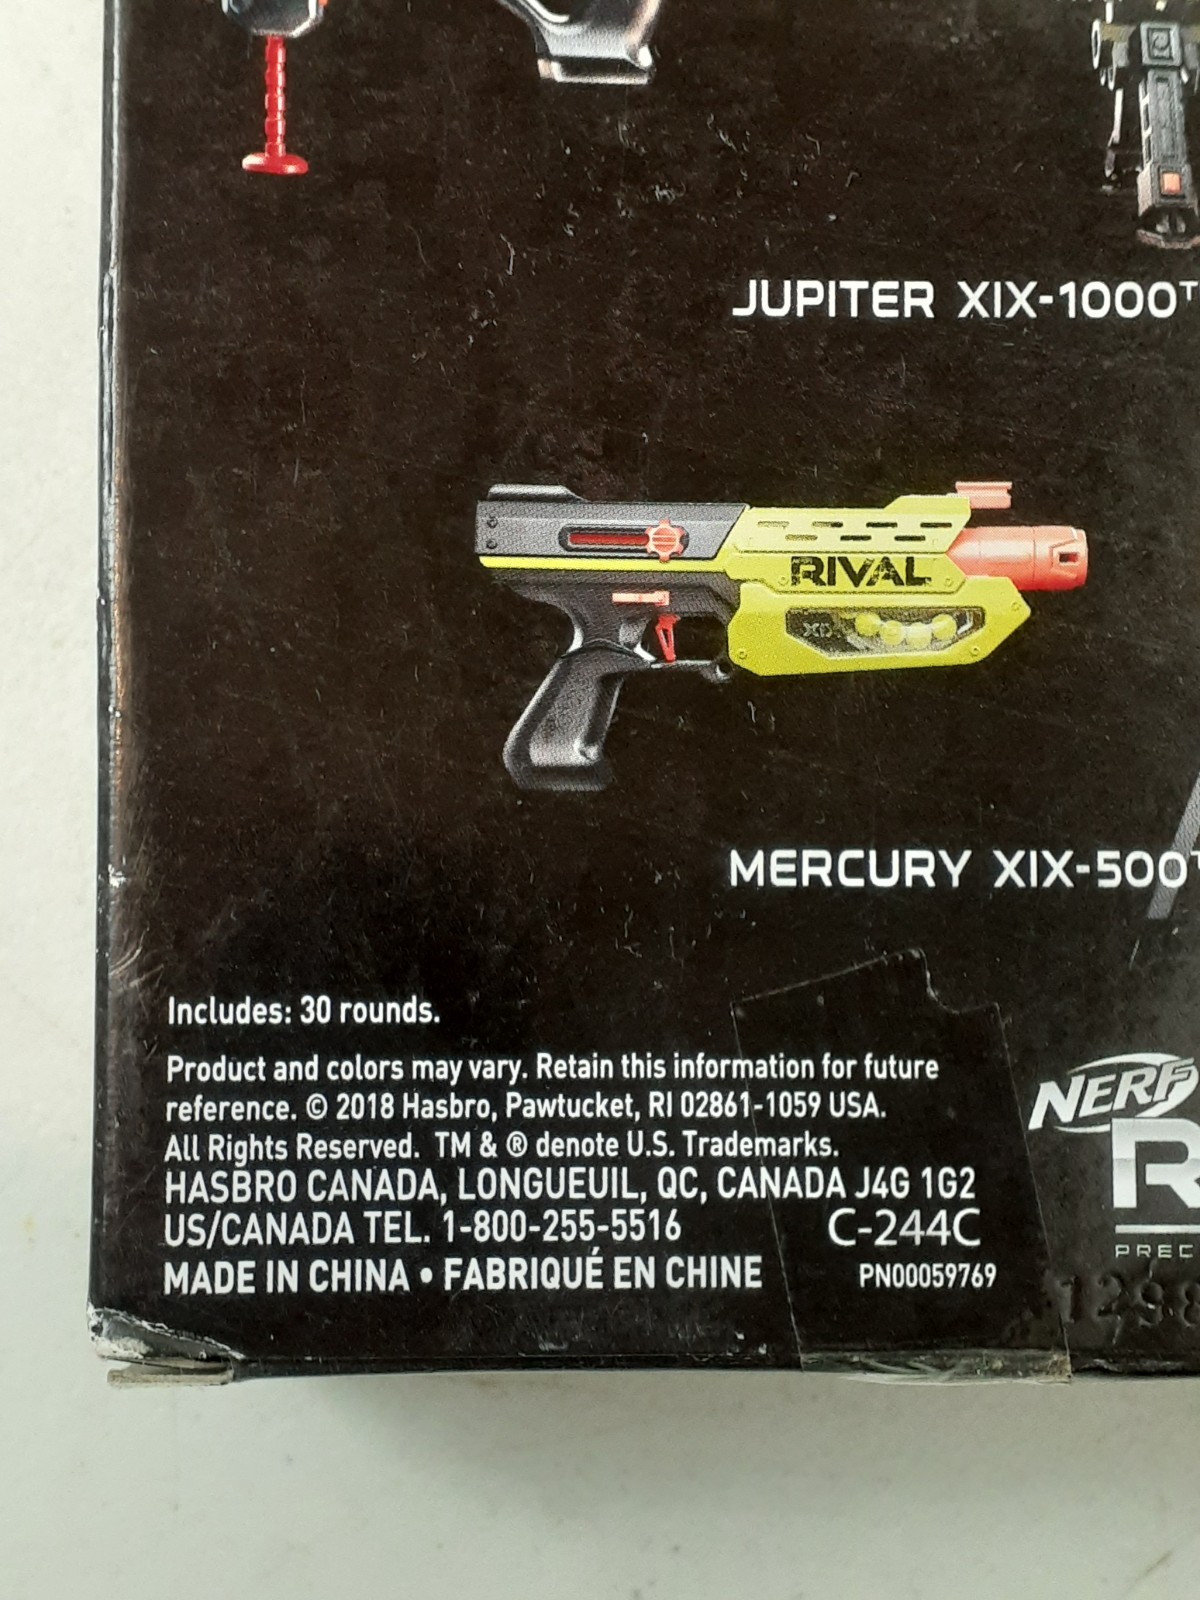 JUPITER XIX-1000
RIVAL
XIX
MERCURY XIX-500
Includes: 30 rounds.
Product and colors may vary. Retain this information for future
reference. © 2018 Hasbro, Pawtucket, RI 02861-1059 USA.
All Rights Reserved. TM & ® denote U.S. Trademarks.
HASBRO CANADA, LONGUEUIL, QC, CANADA J4G 1G2
US/CANADA TEL. 1-800-255-5516
C-244C
MADE IN CHINA • FABRIQUÉ EN CHINE
PN00059769
NERF
R
PREC
1298